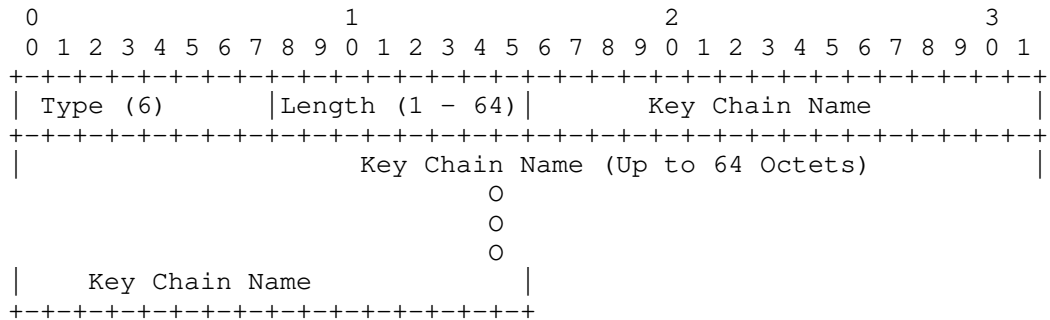 0                   1                   2                   3
 0 1 2 3 4 5 6 7 8 9 0 1 2 3 4 5 6 7 8 9 0 1 2 3 4 5 6 7 8 9 0 1
+-+-+-+-+-+-+-+-+-+-+-+-+-+-+-+-+-+-+-+-+-+-+-+-+-+-+-+-+-+-+-+-+
| Type (6)      |Length (1 - 64)|       Key Chain Name          |
+-+-+-+-+-+-+-+-+-+-+-+-+-+-+-+-+-+-+-+-+-+-+-+-+-+-+-+-+-+-+-+-+
|                     Key Chain Name (Up to 64 Octets)          |
                              O
                              O
                              O
|    Key Chain Name             |
+-+-+-+-+-+-+-+-+-+-+-+-+-+-+-+-+